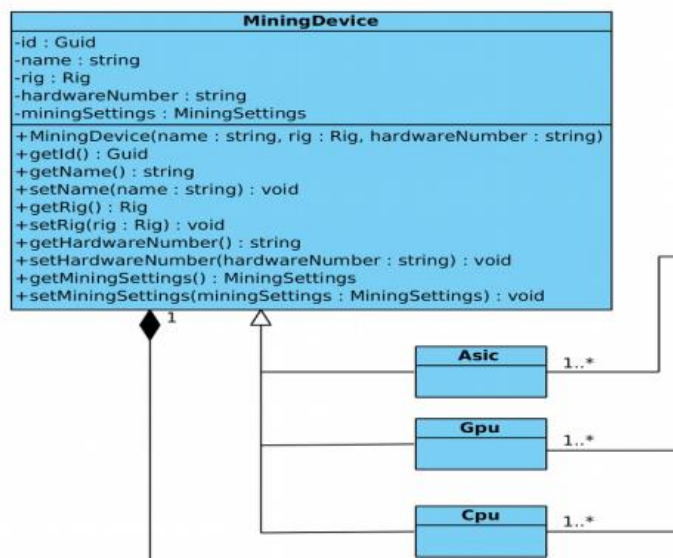 MiningDevice
-id : Guid
-name : string
-rig : Rig
-hardwareNumber : string
-miningSettings : MiningSettings
+MiningDevice(name : string, rig : Rig, hardwareNumber : string)
+getId() : Guid
+getName() : string
+setName(name : string) : void
+getRig() : Rig
+setRig(rig : Rig) : void
+getHardwareNumber() : string
+setHardwareNumber(hardwareNumber : string) : void
+getMiningSettings() : MiningSettings
+setMiningSettings(miningSettings : MiningSettings) : void
1
Asic
1..*
Gpu
1..*
Cpu
1..*